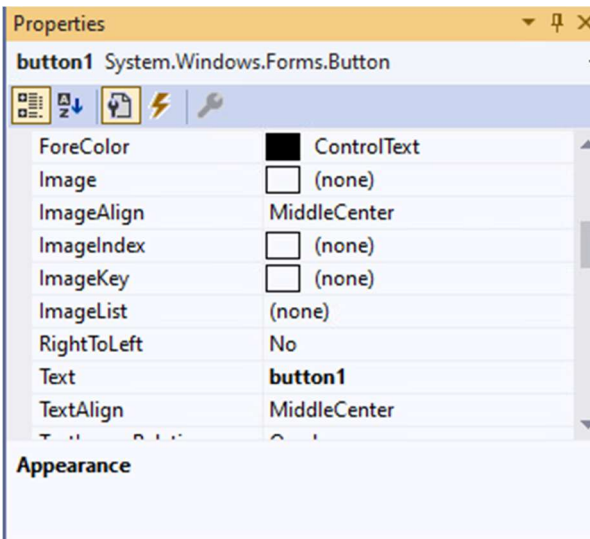 Properties
button1 System.Windows.Forms.Button
ForeColor ControlText
Image (none)
ImageAlign MiddleCenter
ImageIndex (none)
ImageKey (none)
ImageList (none)
RightToLeft No
Text button1
TextAlign MiddleCenter
Appearance